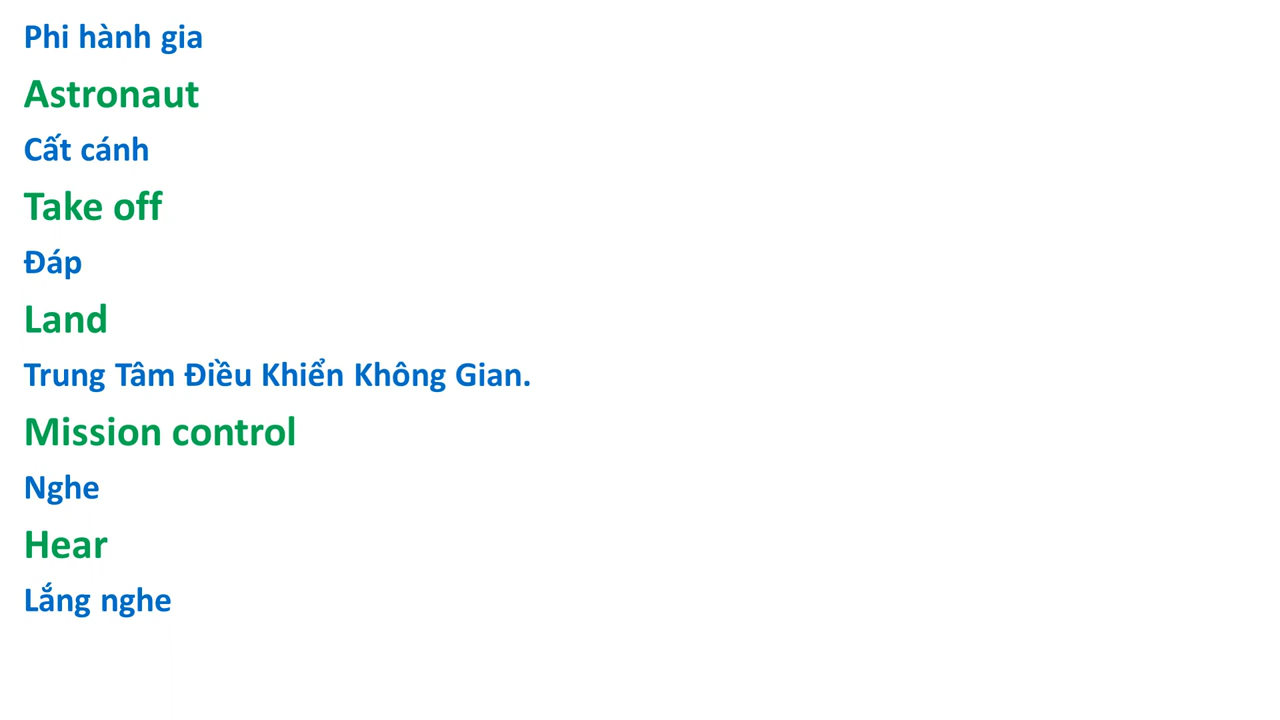 Phi hành gia
Astronaut
Cất cánh
Take off
Đáp
Land
Trung Tâm Điều Khiển Không Gian.
Mission control
Nghe
Hear
Lắng nghe